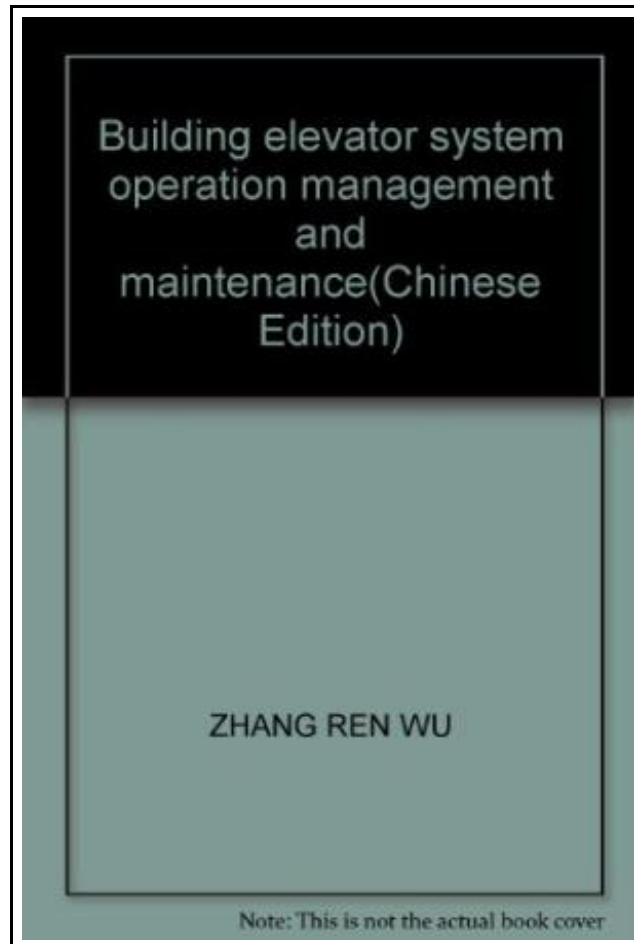 Building elevator system
operation management
and
maintenance(Chinese
Edition)
ZHANG REN WU
Note: This is not the actual book cover